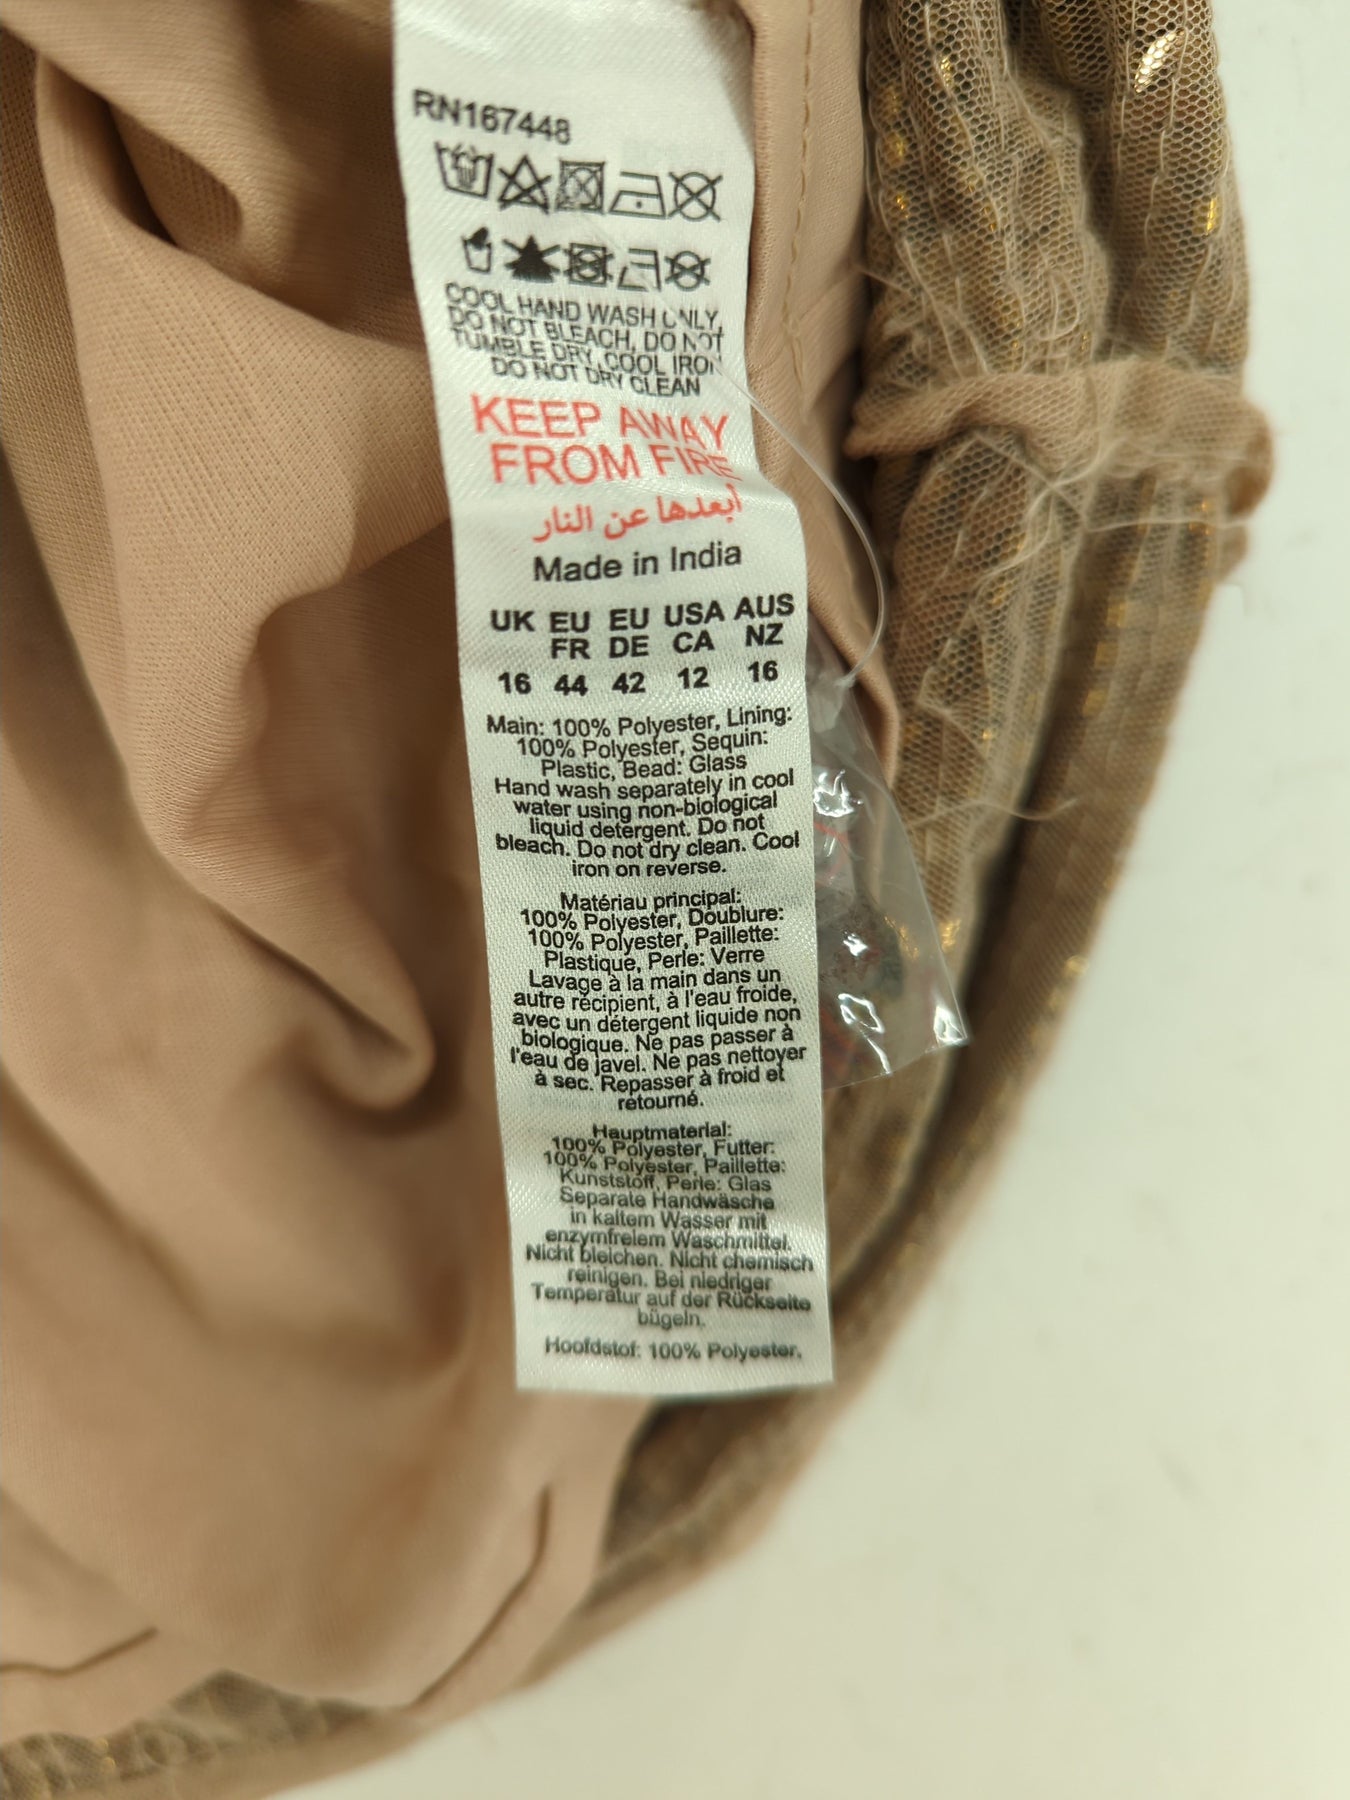 RN167448
COOL HAND WASH ONLY,
DO NOT BLEACH, DO NOT
TUMBLE DRY, COOL IRON
DO NOT DRY CLEAN
KEEP AWAY
FROM FIRE
أبعدها عن النار
Made in India
UK EU EU USA AUS
FR DE CA NZ
16 44 42 12 16
Main: 100% Polyester, Lining:
100% Polyester, Sequin:
Plastic, Bead: Glass
Hand wash separately in cool
water using non-biological
liquid detergent. Do not
bleach. Do not dry clean. Cool
iron on reverse.
Matériau principal:
100% Polyester, Doublure:
100% Polyester, Paillette:
Plastique, Perle: Verre
Lavage à la main dans un
autre récipient, à l'eau froide,
avec un détergent liquide non
biologique. Ne pas passer à
l'eau de javel. Ne pas nettoyer
à sec. Repasser à froid et
retourné.
Hauptmaterial:
100% Polyester, Futter:
100% Polyester, Paillette:
Kunststoff, Perle: Glas
Separate Handwäsche
in kaltem Wasser mit
enzymfreiem Waschmittel.
Nicht bleichen. Nicht chemisch
reinigen. Bei niedriger
Temperatur auf der Rückseite
bügeln.
Hoofdstof: 100% Polyester,